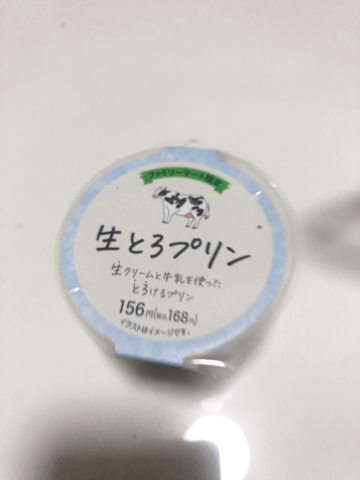 ファミリーマート限定
生とろプリン
生クリームと牛乳を使った
とろけるプリン
156円(税込168円)
イラストはイメージです。